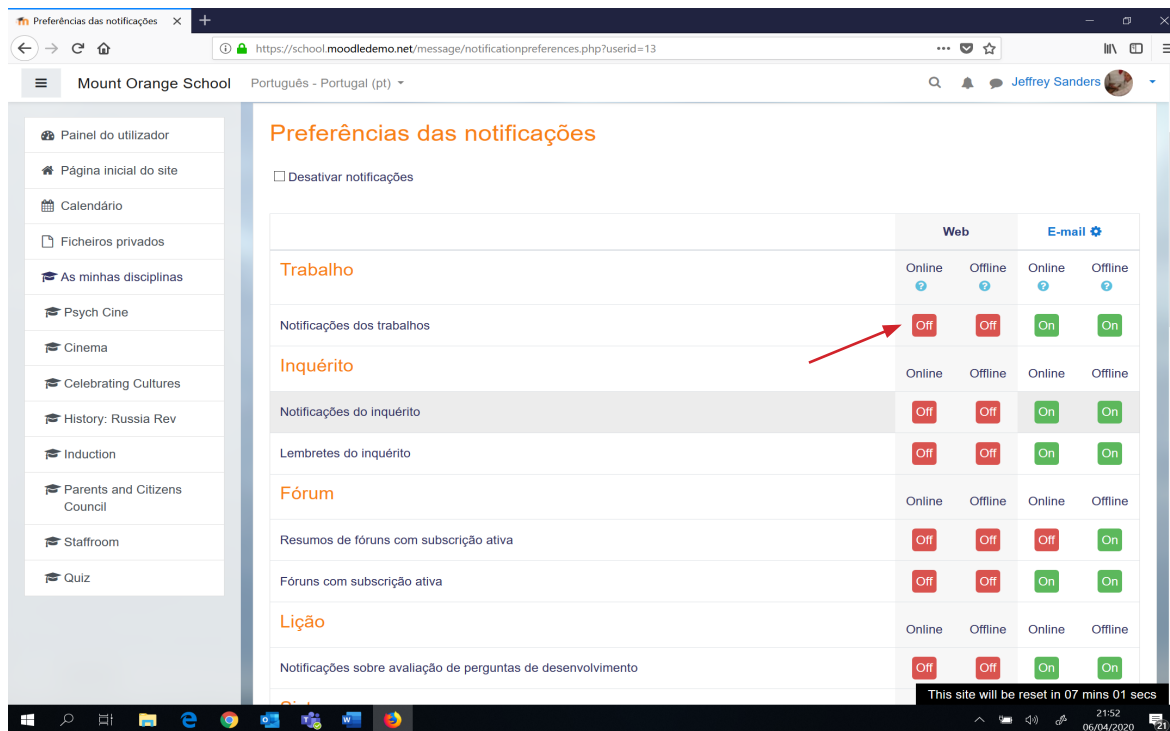 Preferências das notificações
https://school.moodledemo.net/message/notificationpreferences.php?userid=13
Mount Orange School Português - Portugal (pt) Jeffrey Sanders
Painel do utilizador
Página inicial do site
Calendário
Ficheiros privados
As minhas disciplinas
Psych Cine
Cinema
Celebrating Cultures
History: Russia Rev
Induction
Parents and Citizens
Council
Staffroom
Quiz
Preferências das notificações
Desativar notificações
Web E-mail
Trabalho Online Offline Online Offline
? ? ? ?
Notificações dos trabalhos Off Off On On
Inquérito Online Offline Online Offline
Notificações do inquérito Off Off On On
Lembretes do inquérito Off Off On On
Fórum Online Offline Online Offline
Resumos de fóruns com subscrição ativa Off Off Off On
Fóruns com subscrição ativa Off Off On On
Lição Online Offline Online Offline
Notificações sobre avaliação de perguntas de desenvolvimento Off Off On On
This site will be reset in 07 mins 01 secs
21:52
06/04/2020
21